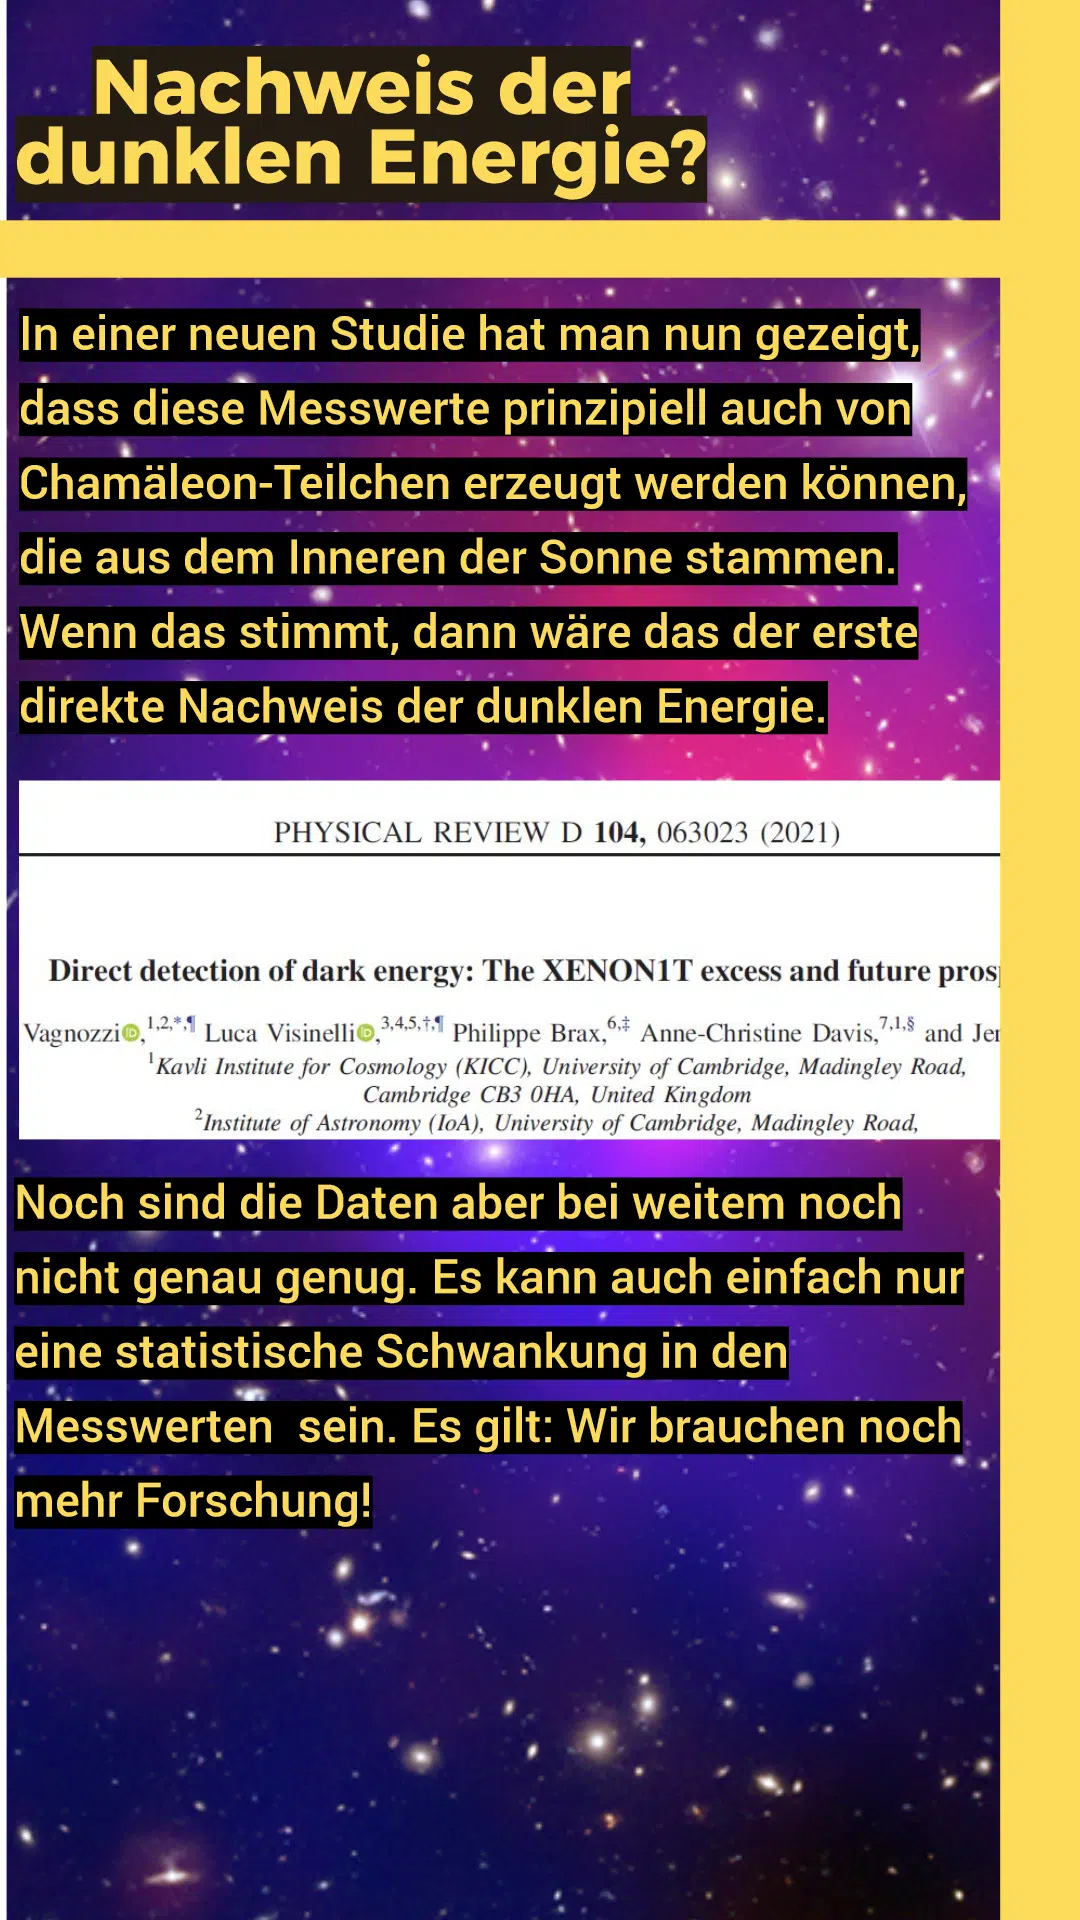 Nachweis der
dunklen Energie?
In einer neuen Studie hat man nun gezeigt,
dass diese Messwerte prinzipiell auch von
Chamäleon-Teilchen erzeugt werden können,
die aus dem Inneren der Sonne stammen.
Wenn das stimmt, dann wäre das der erste
direkte Nachweis der dunklen Energie.
PHYSICAL REVIEW D 104, 063023 (2021)
Direct detection of dark energy: The XENON1T excess and future
Vagnozzi,1,2,*,¶ Luca Visinelli,3,4,5,†,¶ Philippe Brax,6,‡ Anne-Christine Davis,7,1,§ and
1Kavli Institute for Cosmology (KICC), University of Cambridge, Madingley Road,
Cambridge CB3 0HA, United Kingdom
2Institute of Astronomy (IoA), University of Cambridge, Madingley Road,
Noch sind die Daten aber bei weitem noch
nicht genau genug. Es kann auch einfach nur
eine statistische Schwankung in den
Messwerten  sein. Es gilt: Wir brauchen noch
mehr Forschung!